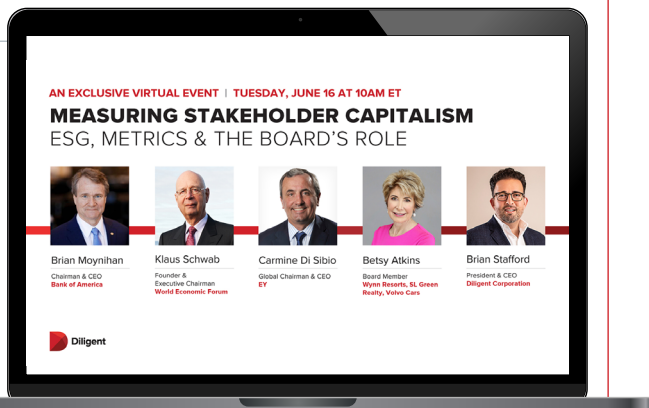 AN EXCLUSIVE VIRTUAL EVENT | TUESDAY, JUNE 16 AT 10AM ET
MEASURING STAKEHOLDER CAPITALISM
ESG, METRICS & THE BOARD'S ROLE
Brian Moynihan
Chairman & CEO
Bank of America
Klaus Schwab
Founder &
Executive Chairman
World Economic Forum
Carmine Di Sibio
Global Chairman & CEO
EY
Betsy Atkins
Board Member
Wynn Resorts, SL Green
Realty, Volvo Cars
Brian Stafford
President & CEO
Diligent Corporation
Diligent